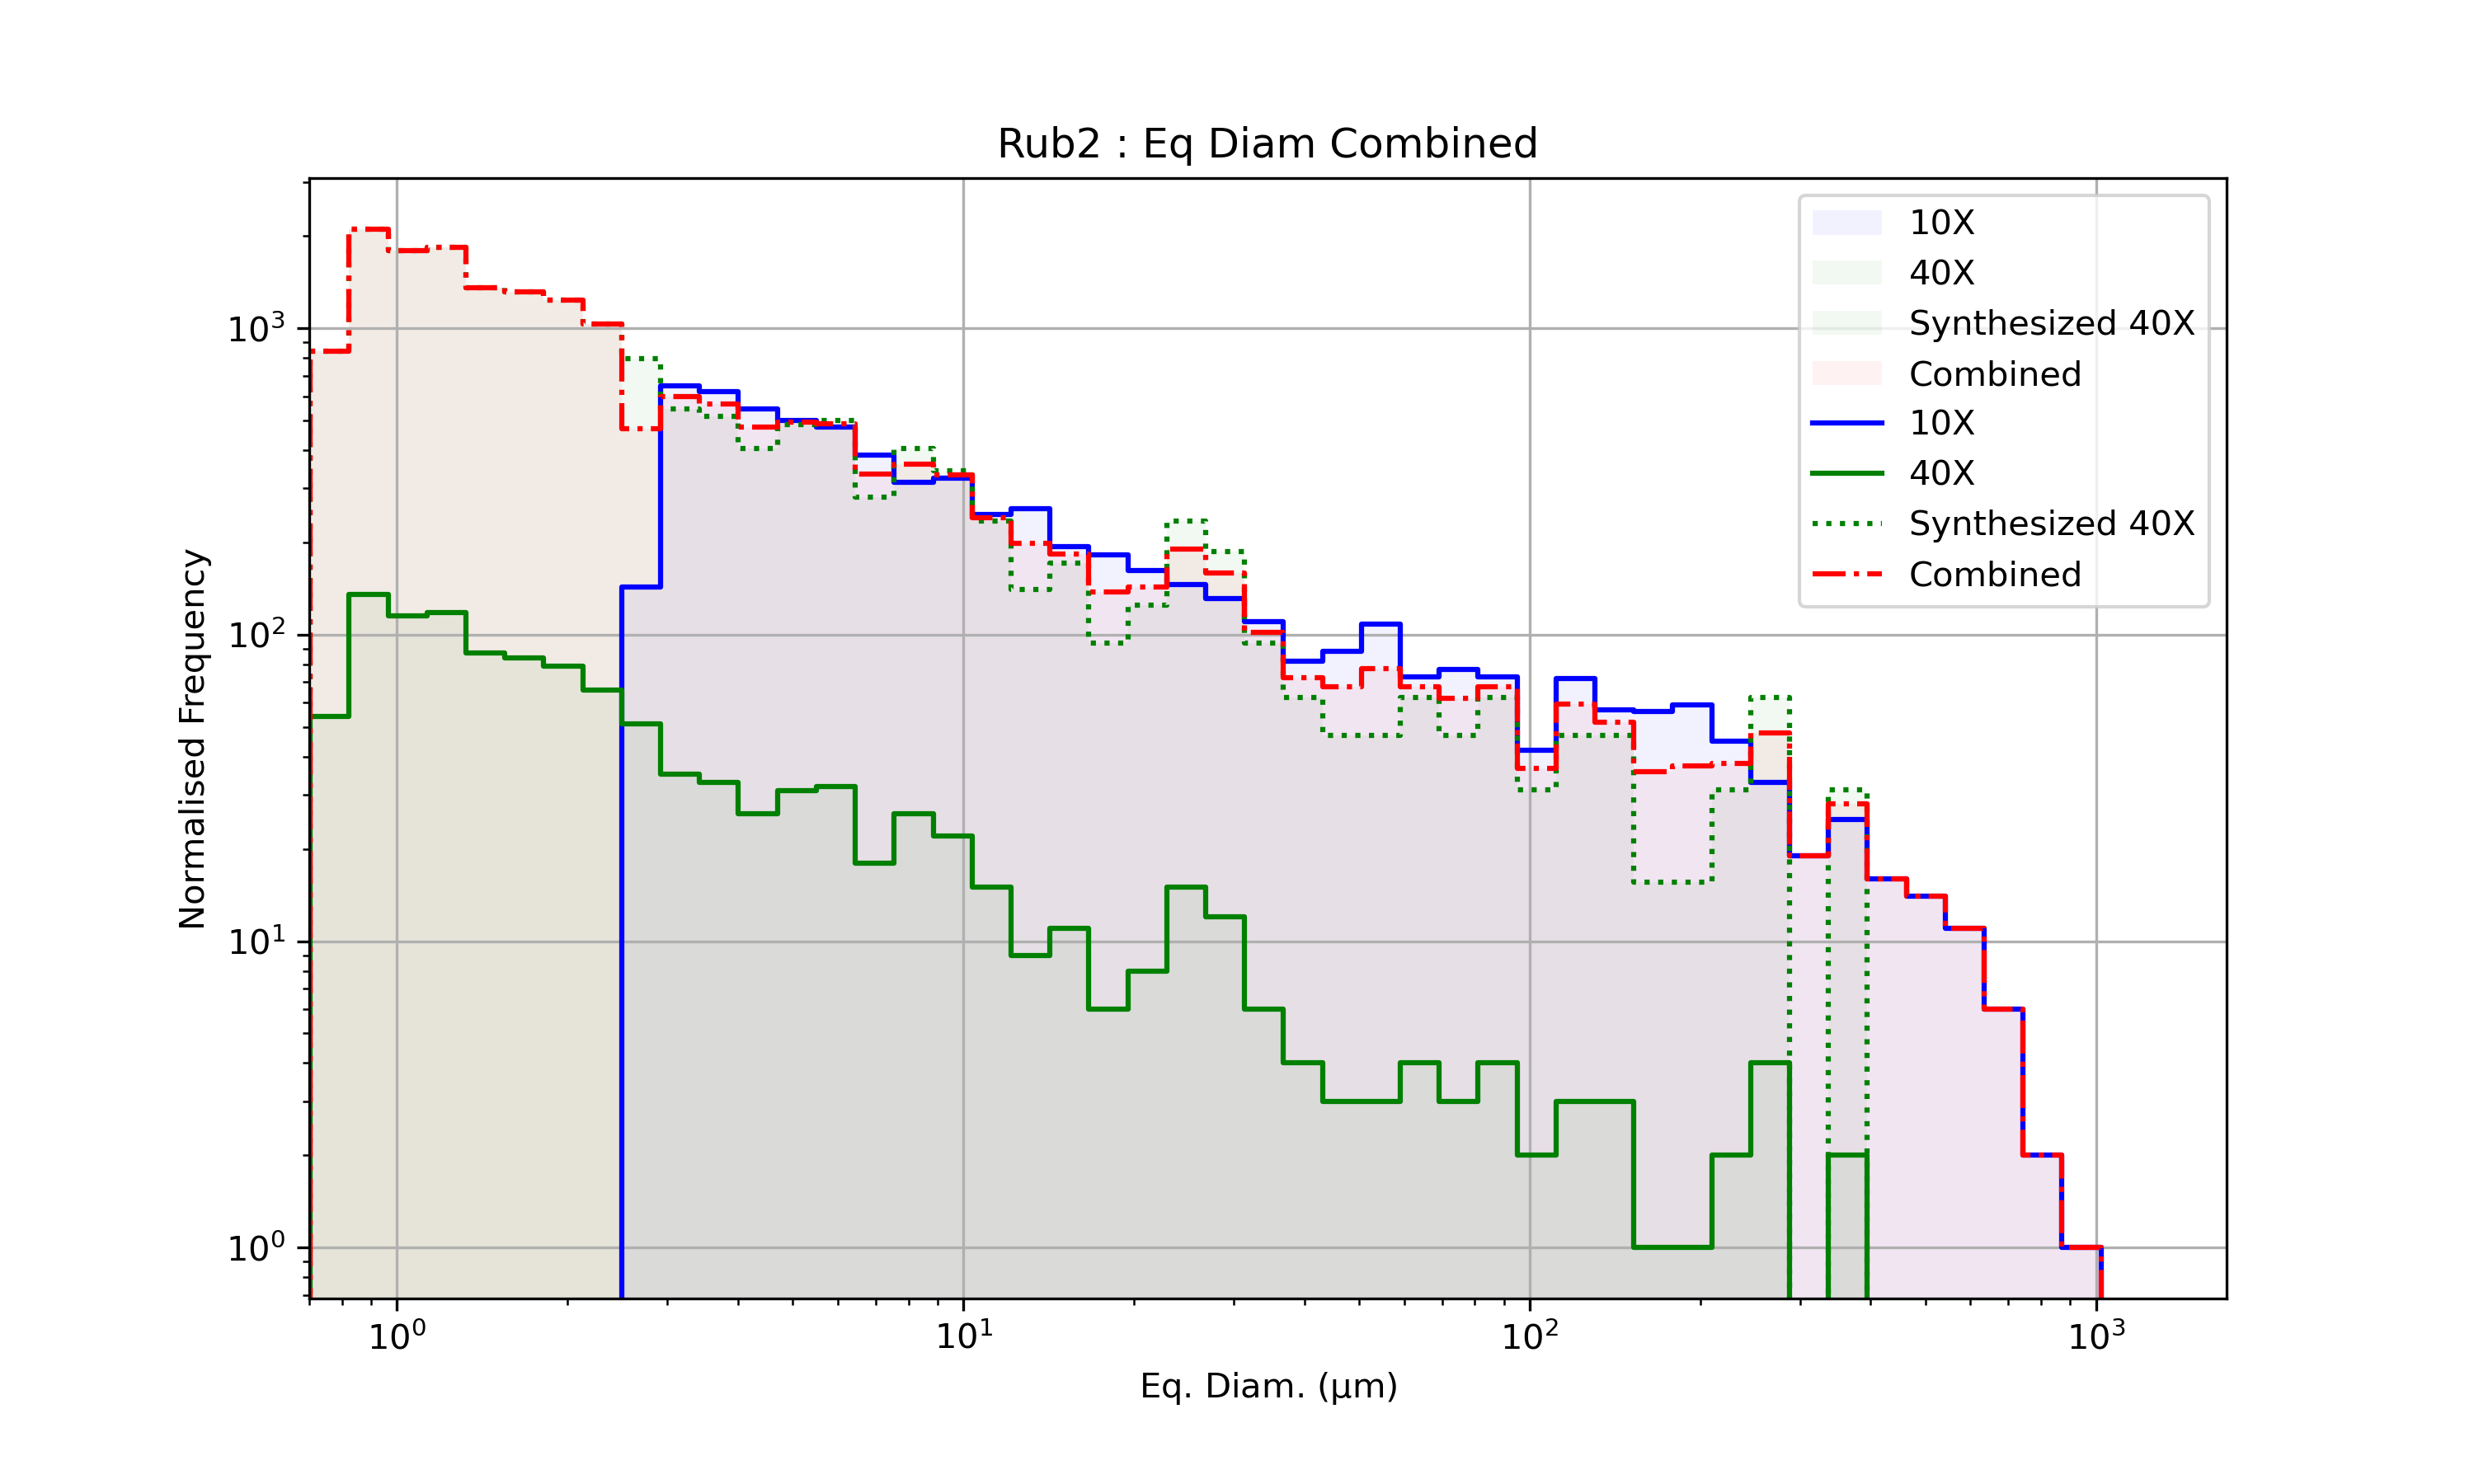 Rub2 : Eq Diam Combined
Normalised Frequency
10³
10²
10¹
10⁰
10X
40X
Synthesized 40X
Combined
10X
40X
Synthesized 40X
Combined
10⁰ 10¹ 10² 10³
Eq. Diam. (µm)